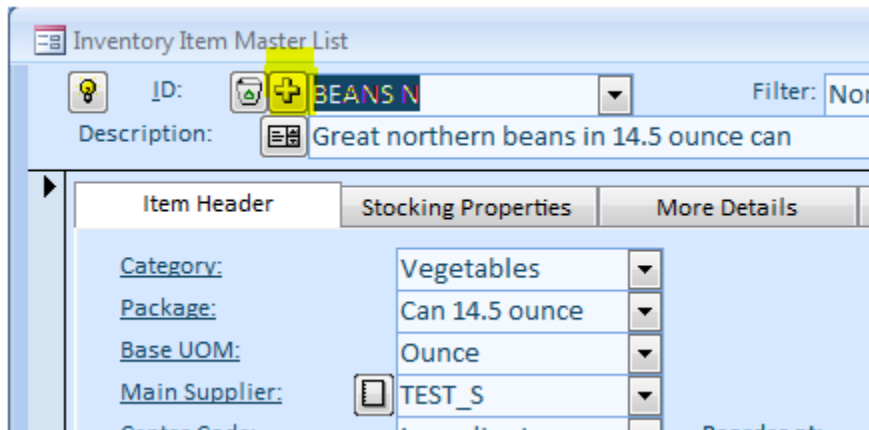 Inventory Item Master List
ID: BEANS N Filter:
Description: Great northern beans in 14.5 ounce can
Item Header Stocking Properties More Details
Category: Vegetables
Package: Can 14.5 ounce
Base UOM: Ounce
Main Supplier: TEST_S